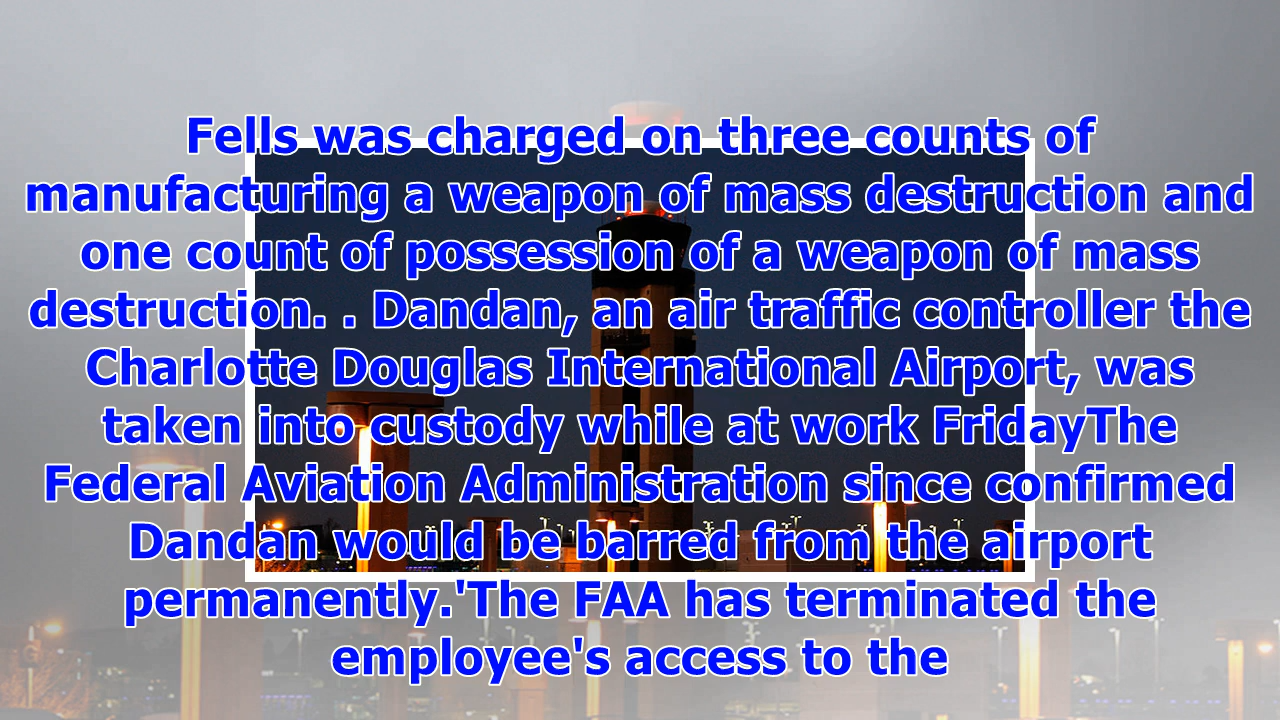 Fells was charged on three counts of
manufacturing a weapon of mass destruction and
one count of possession of a weapon of mass
destruction. . Dandan, an air traffic controller the
Charlotte Douglas International Airport, was
taken into custody while at work FridayThe
Federal Aviation Administration since confirmed
Dandan would be barred from the airport
permanently.'The FAA has terminated the
employee's access to the